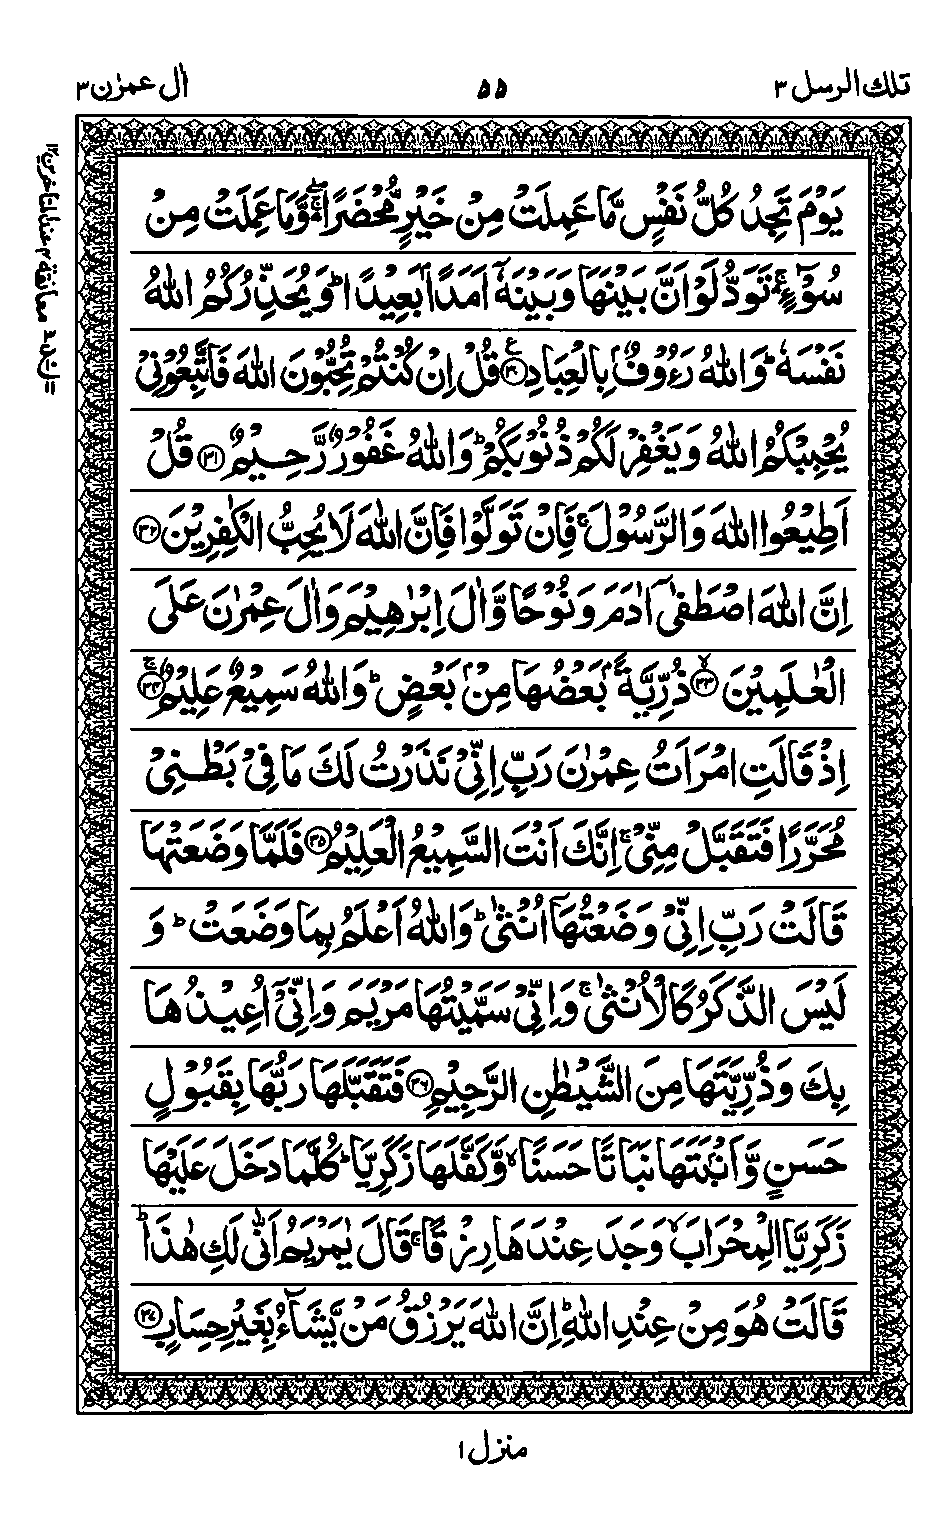 تلك الرسل ٣
٥٥
اٰل عمرٰن ٣
يَوْمَ تَجِدُ كُلُّ نَفْسٍ مَّا عَمِلَتْ مِنْ خَيْرٍ مُّحْضَرًا ۛۖۚ وَّمَا عَمِلَتْ مِنْ
سُوْٓءٍ ۛۚ تَوَدُّ لَوْ اَنَّ بَيْنَهَا وَبَيْنَهٗٓ اَمَدًۢا بَعِيْدًا ؕ وَيُحَذِّرُكُمُ اللّٰهُ
نَفْسَهٗ ؕ وَاللّٰهُ رَءُوْفٌۢ بِالْعِبَادِ ﴿۳۰﴾ ع قُلْ اِنْ كُنْتُمْ تُحِبُّوْنَ اللّٰهَ فَاتَّبِعُوْنِيْ
يُحْبِبْكُمُ اللّٰهُ وَيَغْفِرْ لَكُمْ ذُنُوْبَكُمْ ؕ وَاللّٰهُ غَفُوْرٌ رَّحِيْمٌ ﴿۳۱﴾ قُلْ
اَطِيْعُوا اللّٰهَ وَالرَّسُوْلَ ۚ فَاِنْ تَوَلَّوْا فَاِنَّ اللّٰهَ لَا يُحِبُّ الْكٰفِرِيْنَ ﴿۳۲﴾
اِنَّ اللّٰهَ اصْطَفٰٓى اٰدَمَ وَنُوْحًا وَّاٰلَ اِبْرٰهِيْمَ وَاٰلَ عِمْرٰنَ عَلَى
الْعٰلَمِيْنَ ﴿۳۳﴾ۙ ذُرِّيَّةًۢ بَعْضُهَا مِنْۢ بَعْضٍ ؕ وَاللّٰهُ سَمِيْعٌ عَلِيْمٌ ﴿۳۴﴾ۚ
اِذْ قَالَتِ امْرَاَتُ عِمْرٰنَ رَبِّ اِنِّيْ نَذَرْتُ لَكَ مَا فِيْ بَطْنِيْ
مُحَرَّرًا فَتَقَبَّلْ مِنِّيْ ۚ اِنَّكَ اَنْتَ السَّمِيْعُ الْعَلِيْمُ ﴿۳۵﴾ فَلَمَّا وَضَعَتْهَا
قَالَتْ رَبِّ اِنِّيْ وَضَعْتُهَآ اُنْثٰى ؕ وَاللّٰهُ اَعْلَمُ بِمَا وَضَعَتْ ؕ وَ
لَيْسَ الذَّكَرُ كَالْاُنْثٰى ۚ وَاِنِّيْ سَمَّيْتُهَا مَرْيَمَ وَاِنِّيْٓ اُعِيْذُهَا
بِكَ وَذُرِّيَّتَهَا مِنَ الشَّيْطٰنِ الرَّجِيْمِ ﴿۳۶﴾ فَتَقَبَّلَهَا رَبُّهَا بِقَبُوْلٍ
حَسَنٍ وَّاَنْۢبَتَهَا نَبَاتًا حَسَنًا ۙ وَّكَفَّلَهَا زَكَرِيَّا ؕ كُلَّمَا دَخَلَ عَلَيْهَا
زَكَرِيَّا الْمِحْرَابَ ۙ وَجَدَ عِنْدَهَا رِزْقًا ۚ قَالَ يٰمَرْيَمُ اَنّٰى لَكِ هٰذَا ؕ
قَالَتْ هُوَ مِنْ عِنْدِ اللّٰهِ ؕ اِنَّ اللّٰهَ يَرْزُقُ مَنْ يَّشَآءُ بِغَيْرِ حِسَابٍ ﴿۳۷﴾
منزل ١